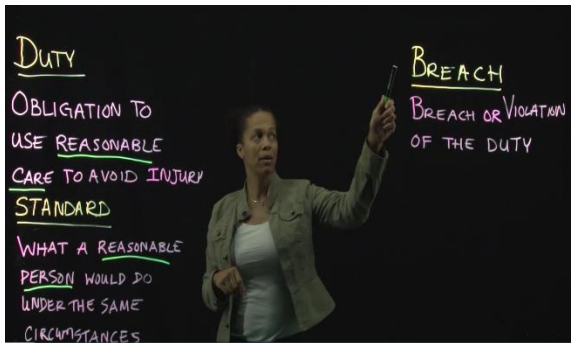 DUTY
OBLIGATION TO
USE REASONABLE
CARE TO AVOID INJURY
STANDARD
WHAT A REASONABLE
PERSON WOULD DO
UNDER THE SAME
CIRCUMSTANCES
BREACH
BREACH OR VIOLATION
OF THE DUTY